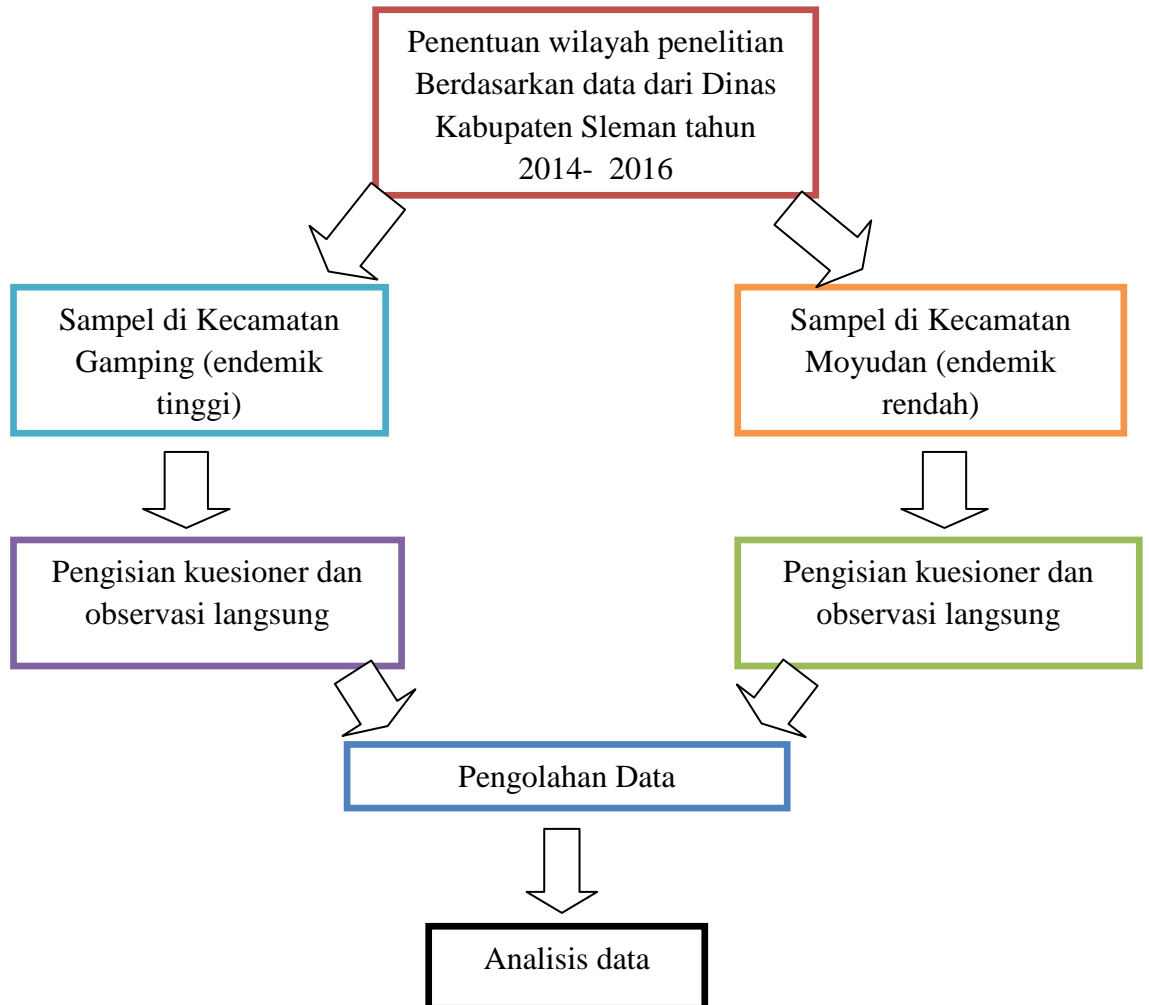 Penentuan wilayah penelitian
Berdasarkan data dari Dinas
Kabupaten Sleman tahun
2014-  2016
Sampel di Kecamatan
Gamping (endemik
tinggi)
Sampel di Kecamatan
Moyudan (endemik
rendah)
Pengisian kuesioner dan
observasi langsung
Pengisian kuesioner dan
observasi langsung
Pengolahan Data
Analisis data